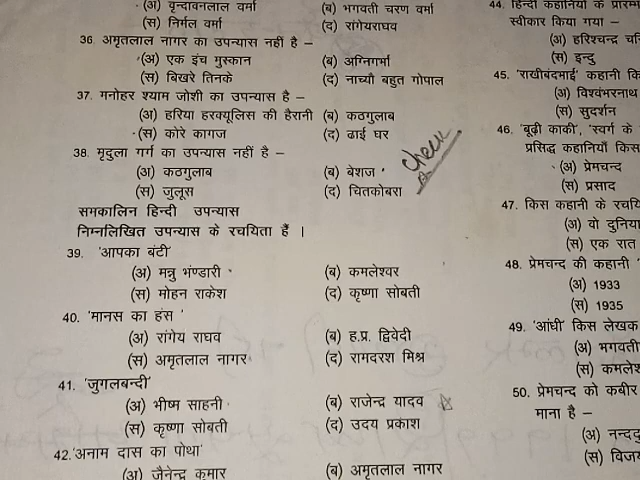 (अ) वृन्दावनलाल वर्मा (ब) भगवती चरण वर्मा
(स) निर्मल वर्मा (द) रांगेयराघव
36. अमृतलाल नागर का उपन्यास नहीं है –
(अ) एक इंच मुस्कान (ब) अग्निगर्भा
(स) बिखरे तिनके (द) नाच्यौ बहुत गोपाल
37. गनोहर श्याम जोशी का उपन्यास है –
(अ) हरिया हरक्यूलिस की हैरानी (ब) कठगुलाब
(स) कोरे कागज (द) ढाई घर
38. मृदुला गर्ग का उपन्यास नहीं है –
(अ) कठगुलाब (ब) बेशज
(स) जुलूस (द) चितकोबरा
check
समकालिन हिन्दी उपन्यास
निम्नलिखित उपन्यास के रचयिता हैं ।
39. 'आपका बंटी'
(अ) मन्नु भंण्डारी (ब) कमलेश्वर
(स) मोहन राकेश (द) कृष्णा सोबती
40. 'मानस का हंस '
(अ) रांगेय राघव (ब) ह.प्र. द्विवेदी
(स) अमृतलाल नागर (द) रामदरश मिश्र
41. 'जुगलबन्दी'
(अ) भीष्म साहनी (ब) राजेन्द्र यादव
(स) कृष्णा सोबती (द) उदय प्रकाश
42. 'अनाम दास का पोथा'
(अ) जैनेन्द्र कुमार (ब) अमृतलाल नागर
44. हिन्दी कहानियों के प्रारम्भ
स्वीकार किया गया –
(अ) हरिश्चन्द्र
(स) इन्दु
45. 'राखीबंदमाई' कहानी
(अ) विश्वंभरनाथ
(स) सुदर्शन
46. 'बूढ़ी काकी', 'स्वर्ग के
प्रसिद्ध कहानियाँ किस
(अ) प्रेमचन्द
(स) प्रसाद
47. किस कहानी के
(अ) वो दुनिया
(स) एक रात
48. प्रेमचन्द की कहानी '
(अ) 1933
(स) 1935
49. 'आंधी' किस लेखक
(अ) भगवती
(स)
50. प्रेमचन्द को कबीर
माना है –
(अ)
(स)